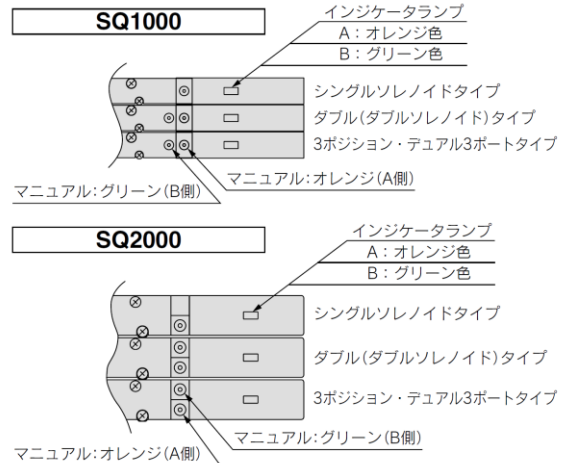 SQ1000
インジケータランプ
A：オレンジ色
B：グリーン色
シングルソレノイドタイプ
ダブル(ダブルソレノイド)タイプ
3ポジション・デュアル3ポートタイプ
マニュアル:オレンジ(A側)
マニュアル:グリーン(B側)
SQ2000
インジケータランプ
A：オレンジ色
B：グリーン色
シングルソレノイドタイプ
ダブル(ダブルソレノイド)タイプ
3ポジション・デュアル3ポートタイプ
マニュアル:グリーン(B側)
マニュアル:オレンジ(A側)